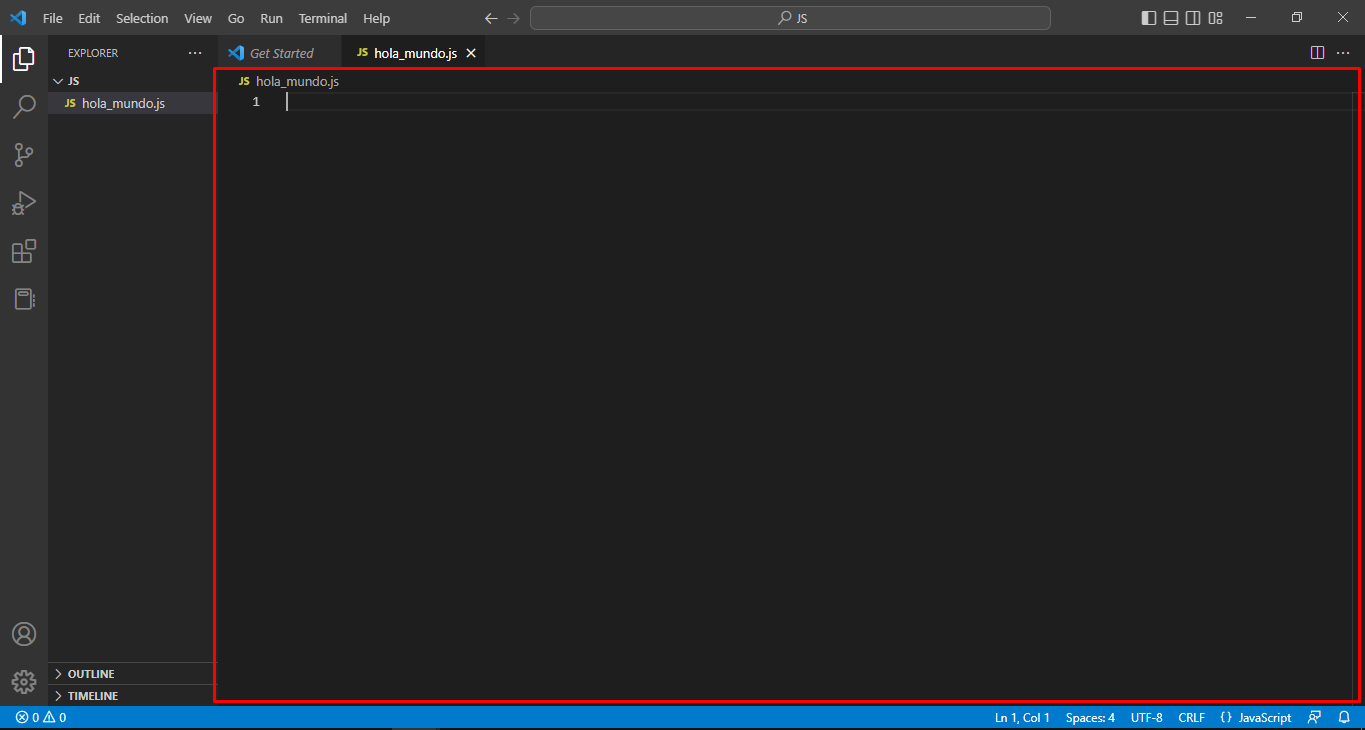 File Edit Selection View Go Run Terminal Help JS
EXPLORER Get Started JS hola_mundo.js
JS JS hola_mundo.js
JS hola_mundo.js 1
OUTLINE
TIMELINE
0 0 Ln 1, Col 1 Spaces: 4 UTF-8 CRLF {} JavaScript